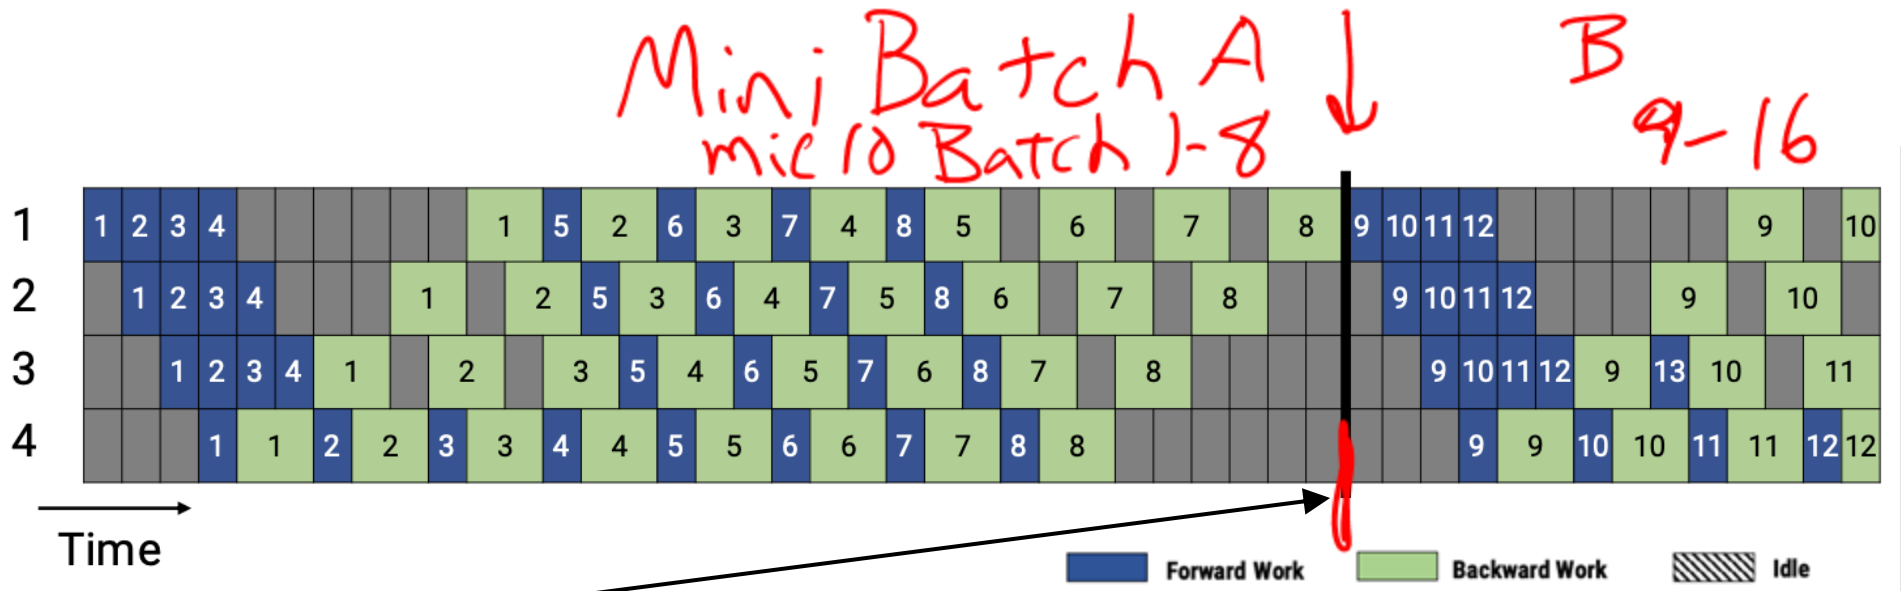 Mini Batch A B
micro Batch 1-8 9-16
1 1 2 3 4 1 5 2 6 3 7 4 8 5 6 7 8 9 10 11 12 9 10
2 1 2 3 4 1 2 5 3 6 4 7 5 8 6 7 8 9 10 11 12 9 10
3 1 2 3 4 1 2 3 5 4 6 5 7 6 8 7 8 9 10 11 12 9 13 10 11
4 1 1 2 2 3 3 4 4 5 5 6 6 7 7 8 8 9 9 10 10 11 11 12 12
Time
Forward Work Backward Work Idle